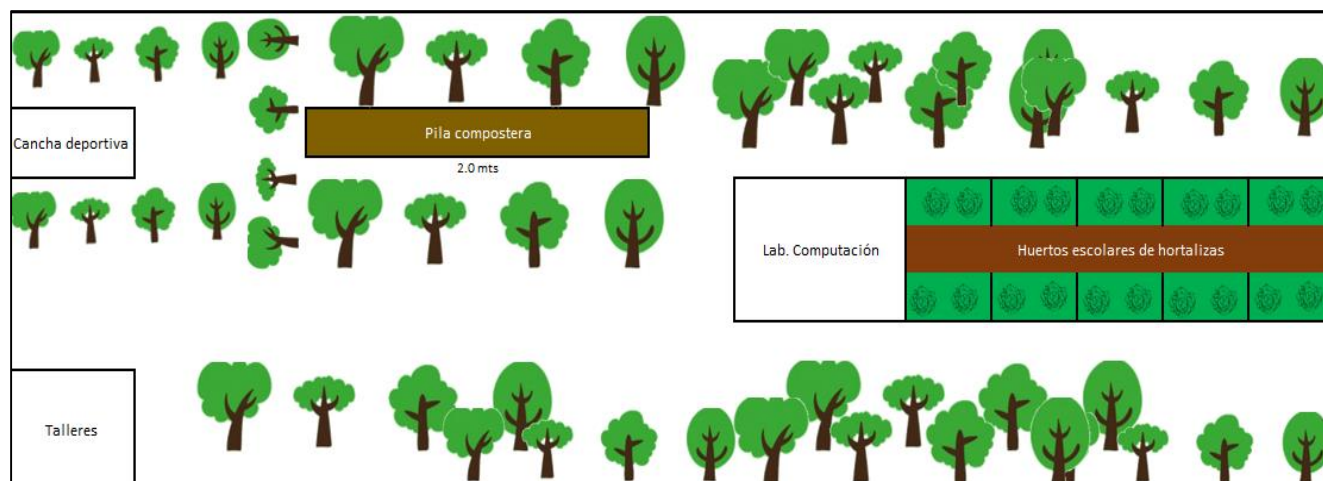 Pila compostera
Cancha deportiva
2.0 mts
Lab. Computación
Huertos escolares de hortalizas
Talleres